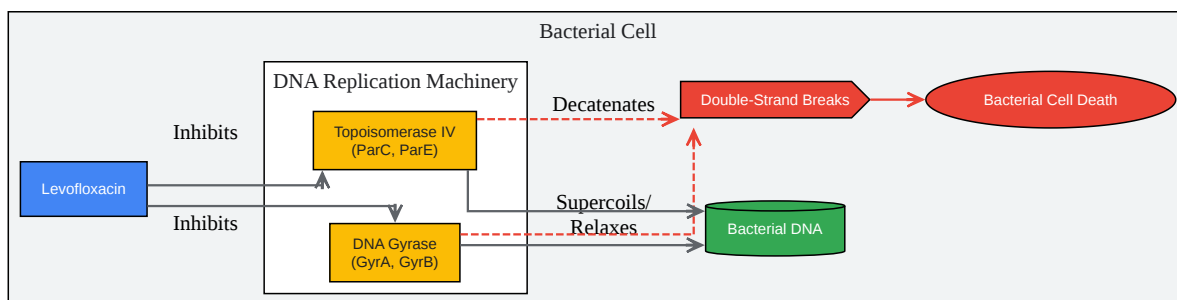 Bacterial Cell
DNA Replication Machinery
Decatenates
Double-Strand Breaks
Bacterial Cell Death
Inhibits
Topoisomerase IV
(ParC, ParE)
Levofloxacin
Inhibits
Supercoils/
Relaxes
DNA Gyrase
(GyrA, GyrB)
Bacterial DNA